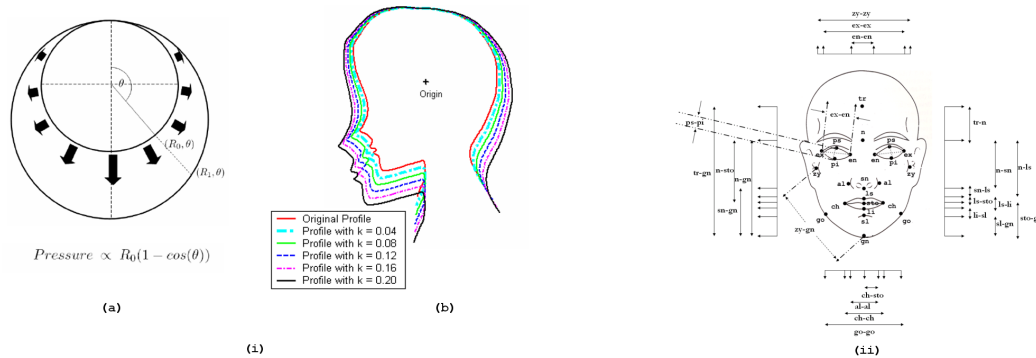 θ
(R₀, θ)
(R₁, θ)
Pressure ∝ R₀(1 − cos(θ))
(a)
+
Origin
Original Profile
Profile with k = 0.04
Profile with k = 0.08
Profile with k = 0.12
Profile with k = 0.16
Profile with k = 0.20
(b)
(i)
zy-zy
ex-ex
en-en
tr
ex-en
ps-pi
n
ps
ps
ex
en
en
ex
pi
pi
zy
zy
sn
al
al
ls
ch
sto
ch
li
sl
go
go
gn
tr-gn
n-sto
n-gn
sn-gn
zy-gn
tr-n
n-sn
sn-ls
ls-sto
ls-li
li-sl
sl-gn
ch-sto
al-al
ch-ch
go-go
(ii)